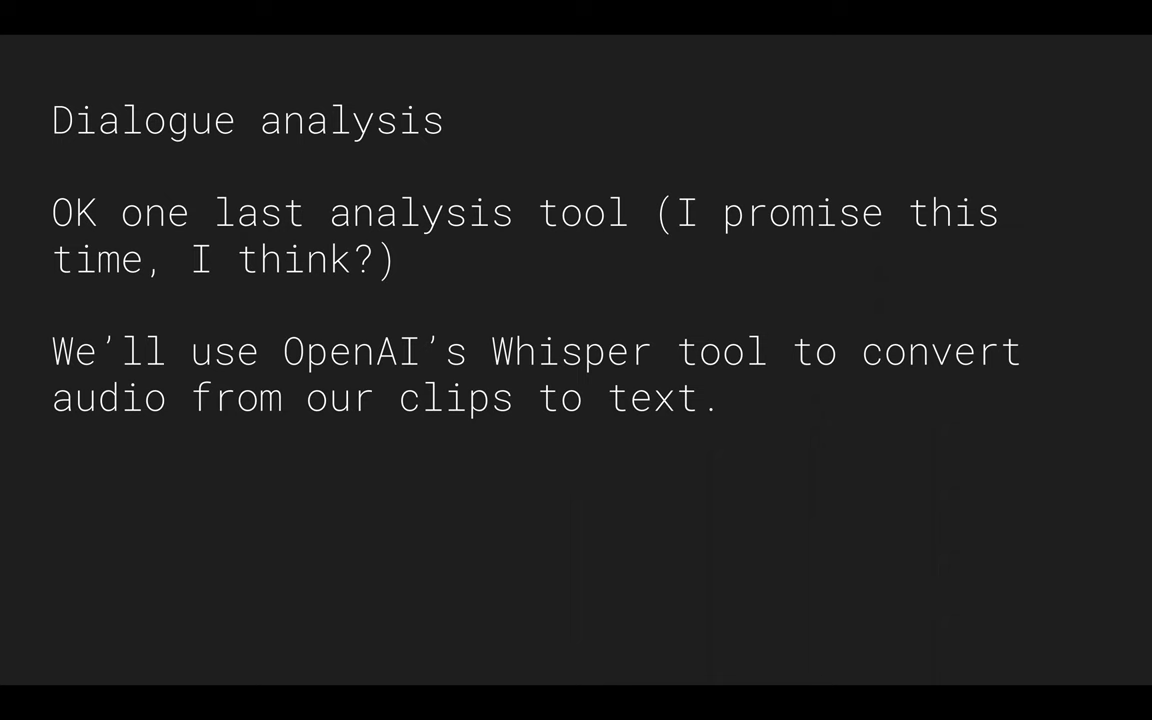 Dialogue analysis
OK one last analysis tool (I promise this
time, I think?)
We’ll use OpenAI’s Whisper tool to convert
audio from our clips to text.